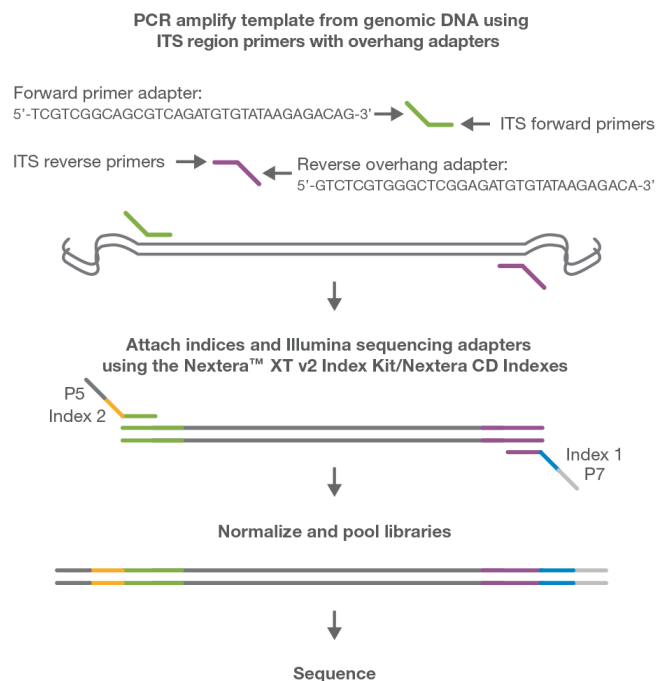 PCR amplify template from genomic DNA using
ITS region primers with overhang adapters
Forward primer adapter:
5’-TCGTCGGCAGCGTCAGATGTGTATAAGAGACAG-3’
ITS forward primers
ITS reverse primers
Reverse overhang adapter:
5’-GTCTCGTGGGCTCGGAGATGTGTATAAGAGACA-3’
Attach indices and Illumina sequencing adapters
using the Nextera™ XT v2 Index Kit/Nextera CD Indexes
P5
Index 2
Index 1
P7
Normalize and pool libraries
Sequence